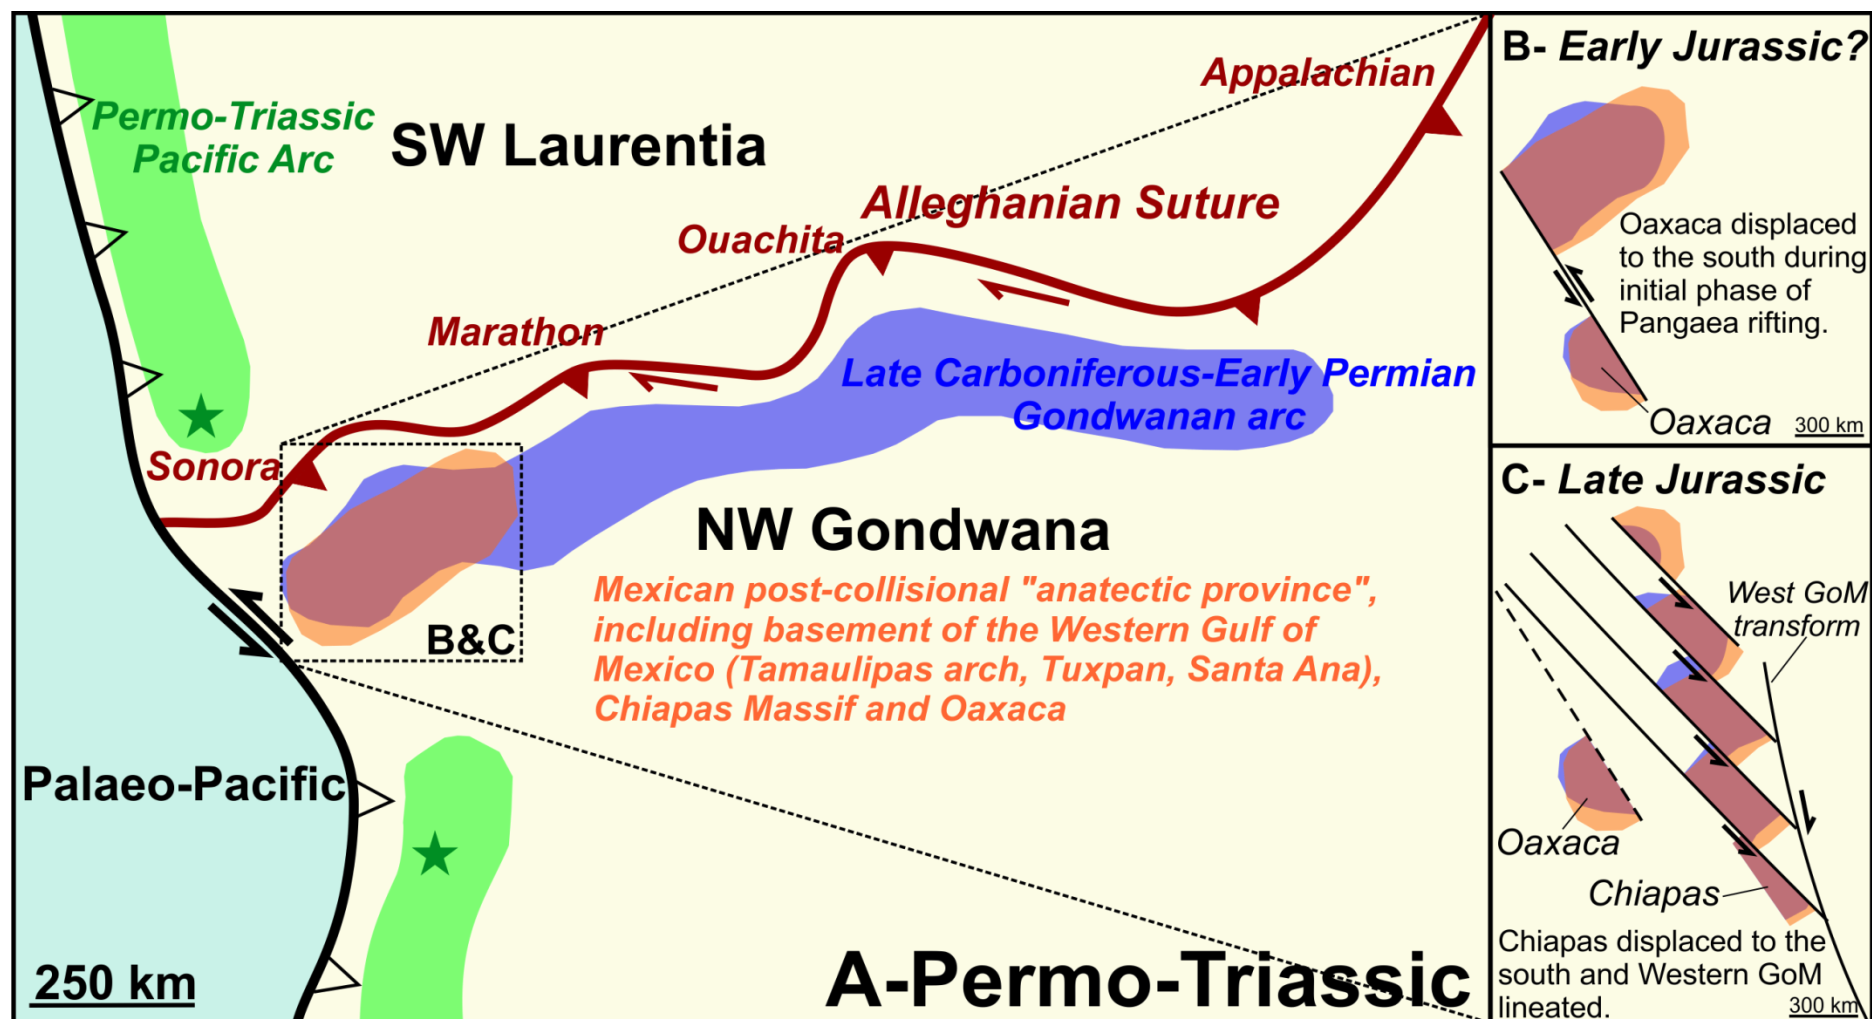 Permo-Triassic
Pacific Arc
SW Laurentia
Appalachian
Alleghanian Suture
Ouachita
Marathon
Late Carboniferous-Early Permian
Gondwanan arc
Sonora
NW Gondwana
Mexican post-collisional "anatectic province",
including basement of the Western Gulf of
Mexico (Tamaulipas arch, Tuxpan, Santa Ana),
Chiapas Massif and Oaxaca
B&C
Palaeo-Pacific
250 km
A-Permo-Triassic
B- Early Jurassic?
Oaxaca displaced
to the south during
initial phase of
Pangaea rifting.
Oaxaca
300 km
C- Late Jurassic
West GoM
transform
Oaxaca
Chiapas
Chiapas displaced to the
south and Western GoM
lineated.
300 km